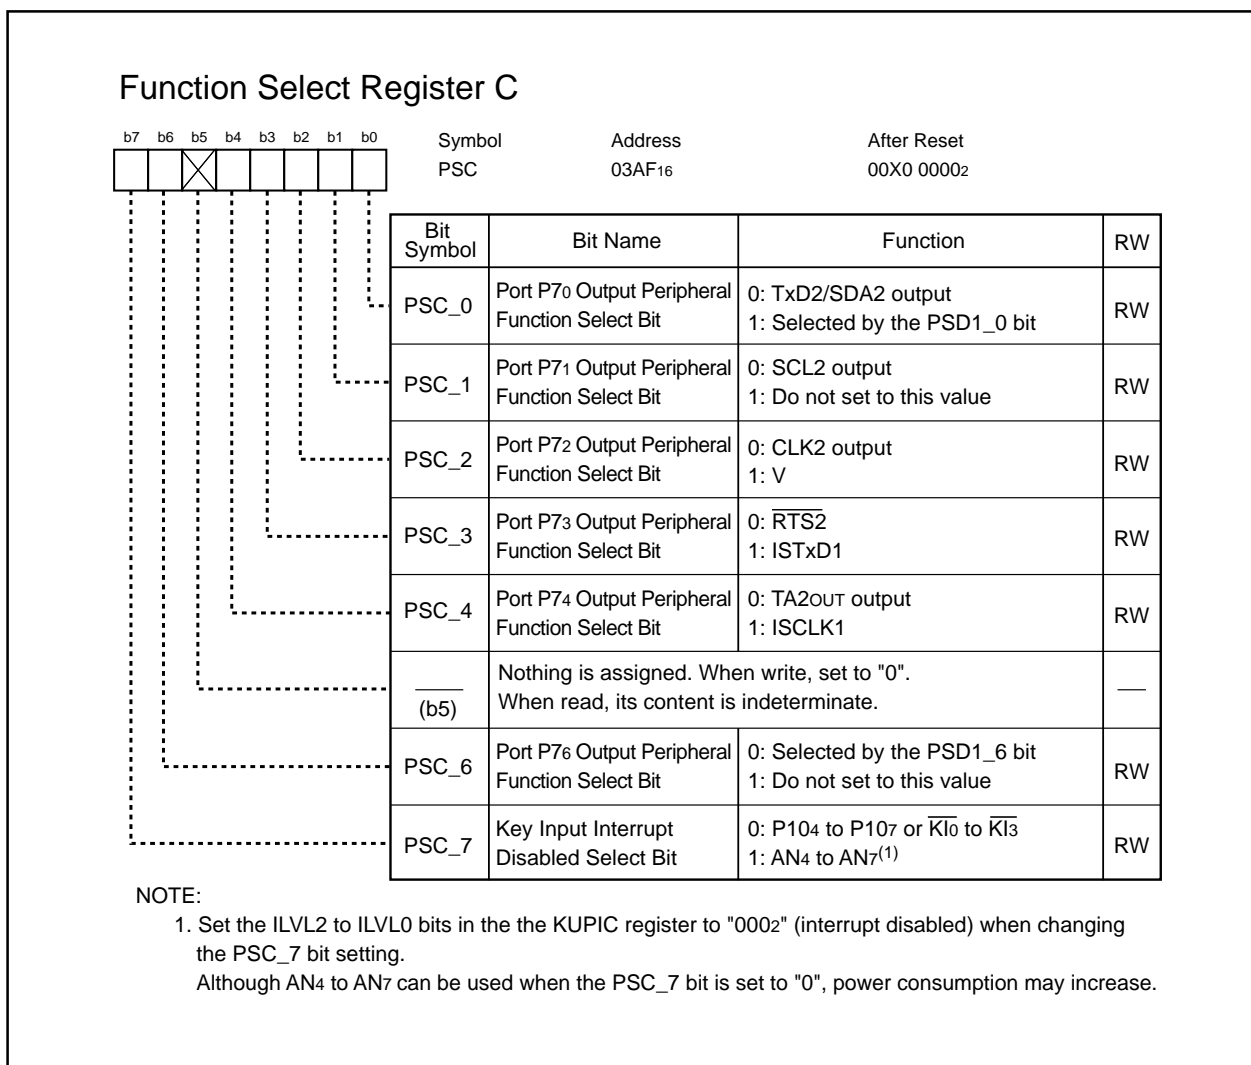 Function Select Register C
b7 b6 b5 b4 b3 b2 b1 b0
Symbol Address After Reset
PSC 03AF16 00X0 00002
Bit Symbol Bit Name Function RW
PSC_0 Port P70 Output Peripheral Function Select Bit 0: TxD2/SDA2 output 1: Selected by the PSD1_0 bit RW
PSC_1 Port P71 Output Peripheral Function Select Bit 0: SCL2 output 1: Do not set to this value RW
PSC_2 Port P72 Output Peripheral Function Select Bit 0: CLK2 output 1: V RW
PSC_3 Port P73 Output Peripheral Function Select Bit 0: RTS2 1: ISTxD1 RW
PSC_4 Port P74 Output Peripheral Function Select Bit 0: TA2OUT output 1: ISCLK1 RW
(b5) Nothing is assigned. When write, set to "0". When read, its content is indeterminate.
PSC_6 Port P76 Output Peripheral Function Select Bit 0: Selected by the PSD1_6 bit 1: Do not set to this value RW
PSC_7 Key Input Interrupt Disabled Select Bit 0: P104 to P107 or KI0 to KI3 1: AN4 to AN7(1) RW
NOTE:
1. Set the ILVL2 to ILVL0 bits in the the KUPIC register to "0002" (interrupt disabled) when changing
the PSC_7 bit setting.
Although AN4 to AN7 can be used when the PSC_7 bit is set to "0", power consumption may increase.